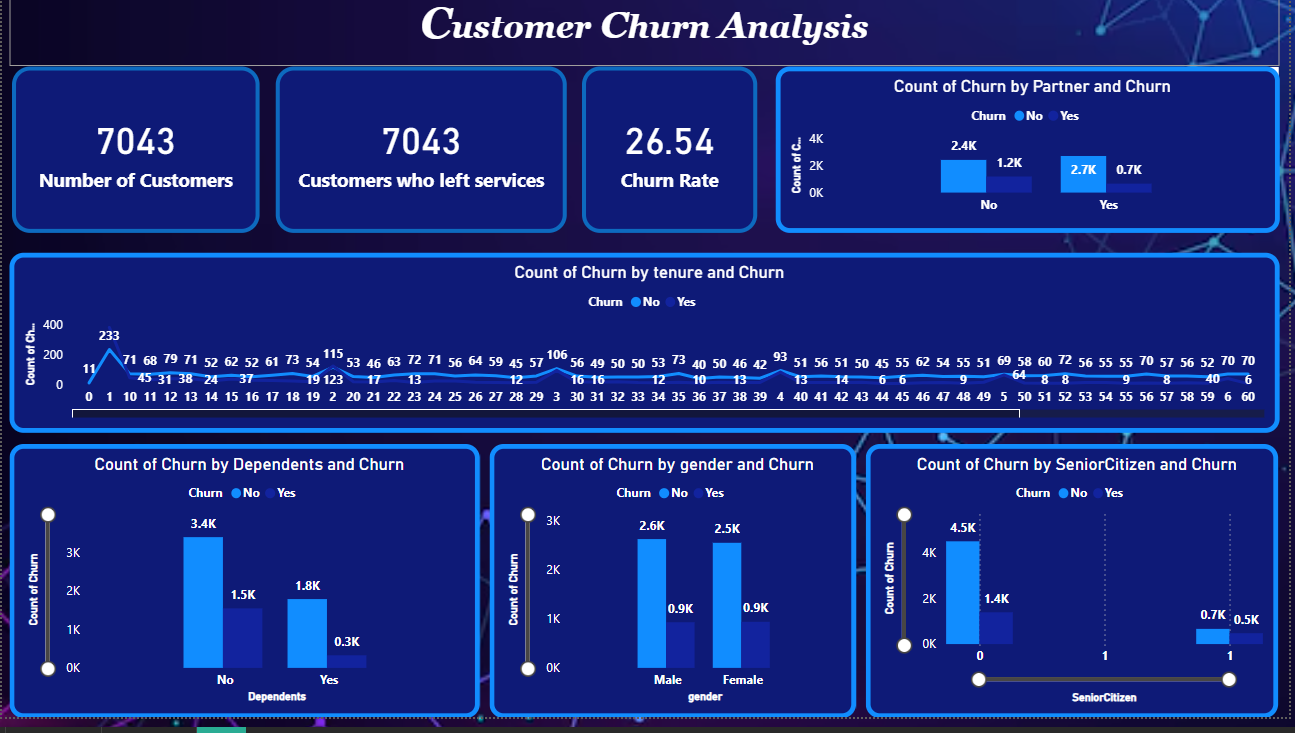 Customer Churn Analysis
7043
Number of Customers
7043
Customers who left services
26.54
Churn Rate
Count of Churn by Partner and Churn
Churn No Yes
Count of C...
4K
2K
0K
2.4K 1.2K 2.7K 0.7K
No Yes
Count of Churn by tenure and Churn
Churn No Yes
Count of Ch...
400
200
0
11 233 71 68 79 71 52 62 52 61 73 54 115 53 46 63 72 71 56 64 59 45 57 106 56 49 50 50 53 73 40 50 46 42 93 51 56 51 50 45 55 62 54 55 51 69 58 60 72 56 55 55 70 57 56 52 70 70
45 31 38 24 37 19 123 17 13 12 16 16 12 10 13 13 14 6 6 9 64 8 8 9 8 40 6
0 1 10 11 12 13 14 15 16 17 18 19 2 20 21 22 23 24 25 26 27 28 29 3 30 31 32 33 34 35 36 37 38 39 4 40 41 42 43 44 45 46 47 48 49 5 50 51 52 53 54 55 56 57 58 59 6 60
Count of Churn by Dependents and Churn
Churn No Yes
Count of Churn
3K
2K
1K
0K
3.4K 1.5K 1.8K 0.3K
No Yes
Dependents
Count of Churn by gender and Churn
Churn No Yes
Count of Churn
3K
2K
1K
0K
2.6K 0.9K 2.5K 0.9K
Male Female
gender
Count of Churn by SeniorCitizen and Churn
Churn No Yes
Count of Churn
4K
2K
0K
4.5K 1.4K 0.7K 0.5K
0 1 1
SeniorCitizen